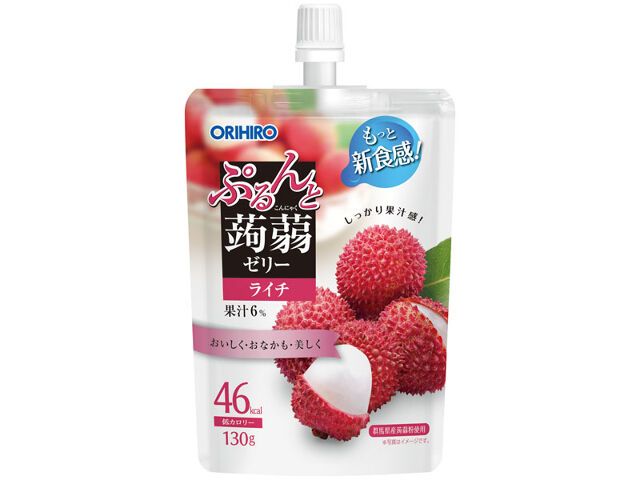 ORIHIRO
もっと
新食感!
ぷるんと
こんにゃく
蒟蒻
ゼリー
ライチ
果汁6%
しっかり果汁感!
おいしく・おなかも・美しく
46kcal
低カロリー
130g
群馬県産蒟蒻粉使用
※写真はイメージです。